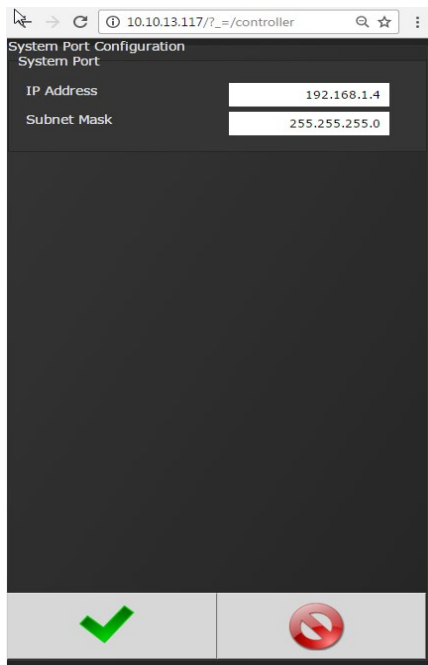 10.10.13.117/?_=/controller
System Port Configuration
System Port
IP Address 192.168.1.4
Subnet Mask 255.255.255.0